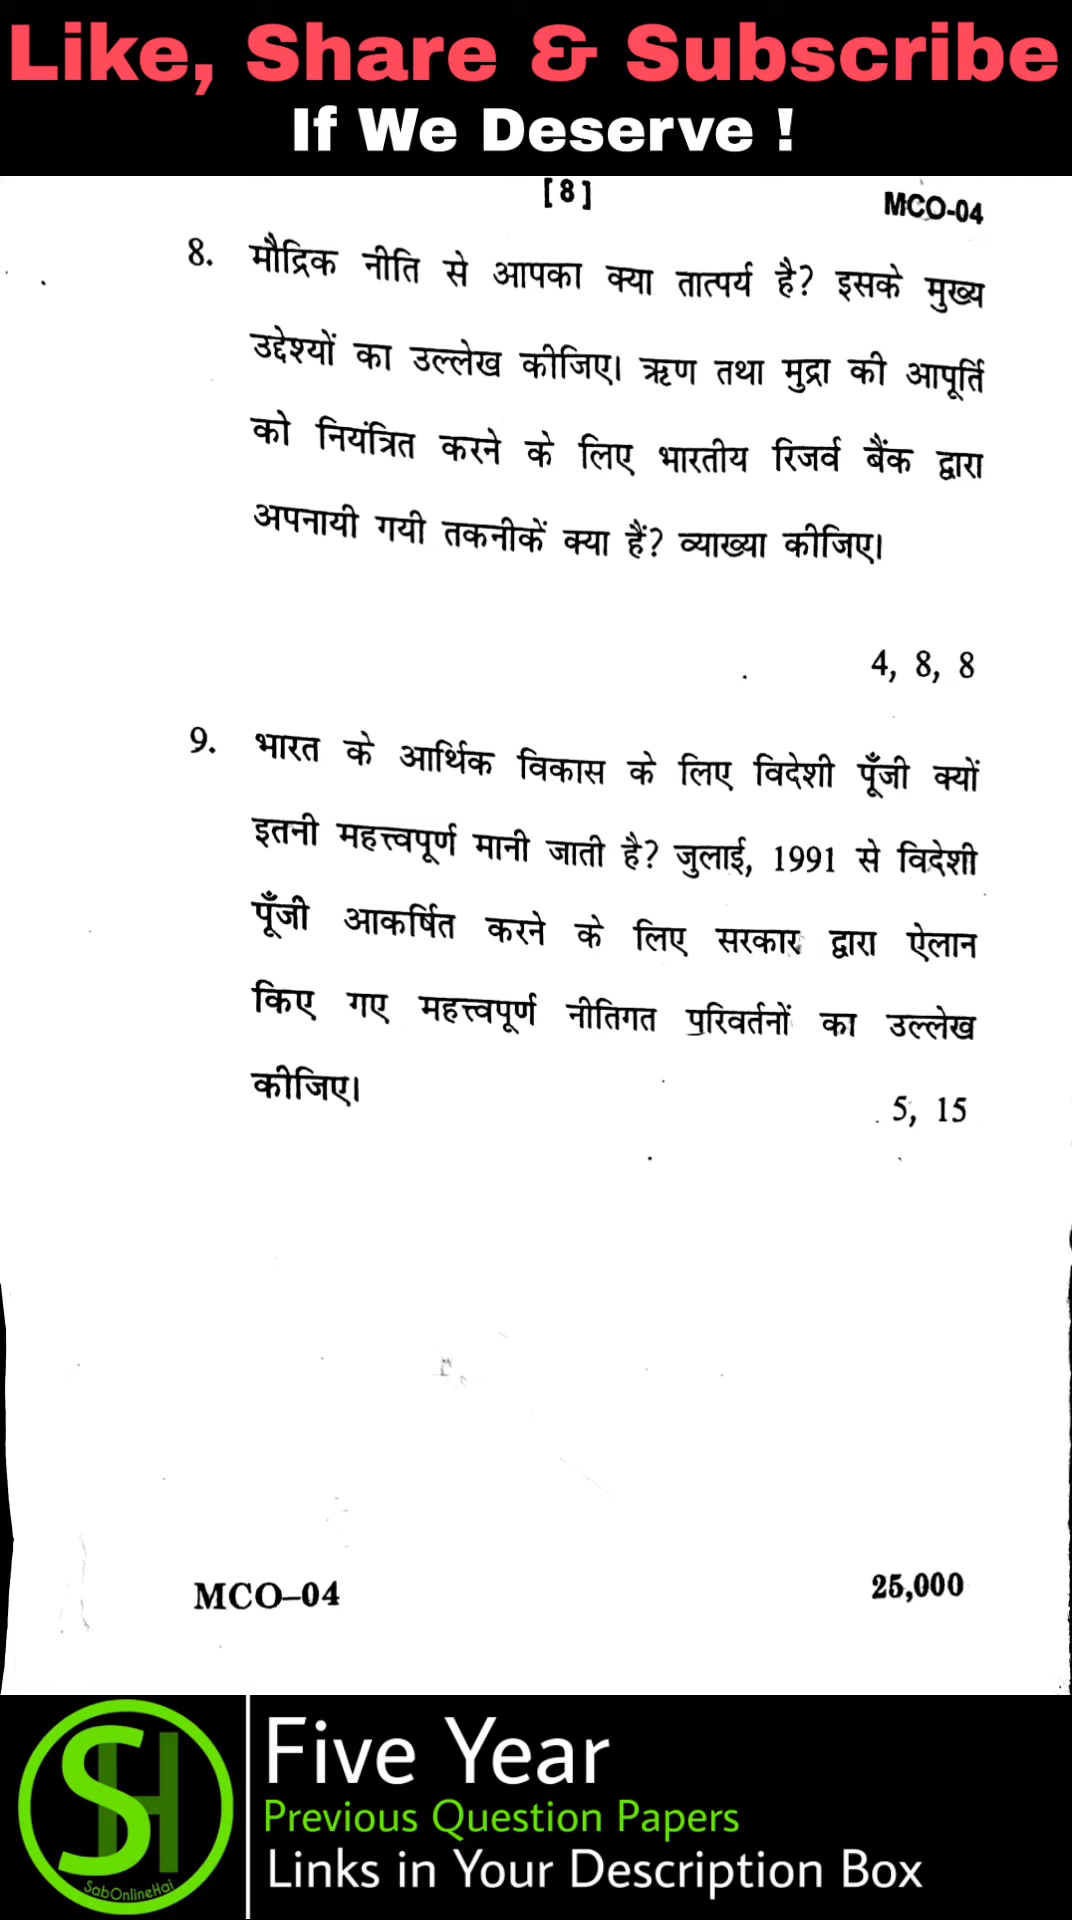 Like, Share & Subscribe
If We Deserve !
[ 8 ]
MCO-04
8. मौद्रिक नीति से आपका क्या तात्पर्य है? इसके मुख्य
उद्देश्यों का उल्लेख कीजिए। ऋण तथा मुद्रा की आपूर्ति
को नियंत्रित करने के लिए भारतीय रिजर्व बैंक द्वारा
अपनायी गयी तकनीकें क्या हैं? व्याख्या कीजिए।
4, 8, 8
9. भारत के आर्थिक विकास के लिए विदेशी पूँजी क्यों
इतनी महत्त्वपूर्ण मानी जाती है? जुलाई, 1991 से विदेशी
पूँजी आकर्षित करने के लिए सरकार द्वारा ऐलान
किए गए महत्त्वपूर्ण नीतिगत परिवर्तनों का उल्लेख
कीजिए।
5, 15
MCO–04
25,000
SH
SabOnlineHai
Five Year
Previous Question Papers
Links in Your Description Box